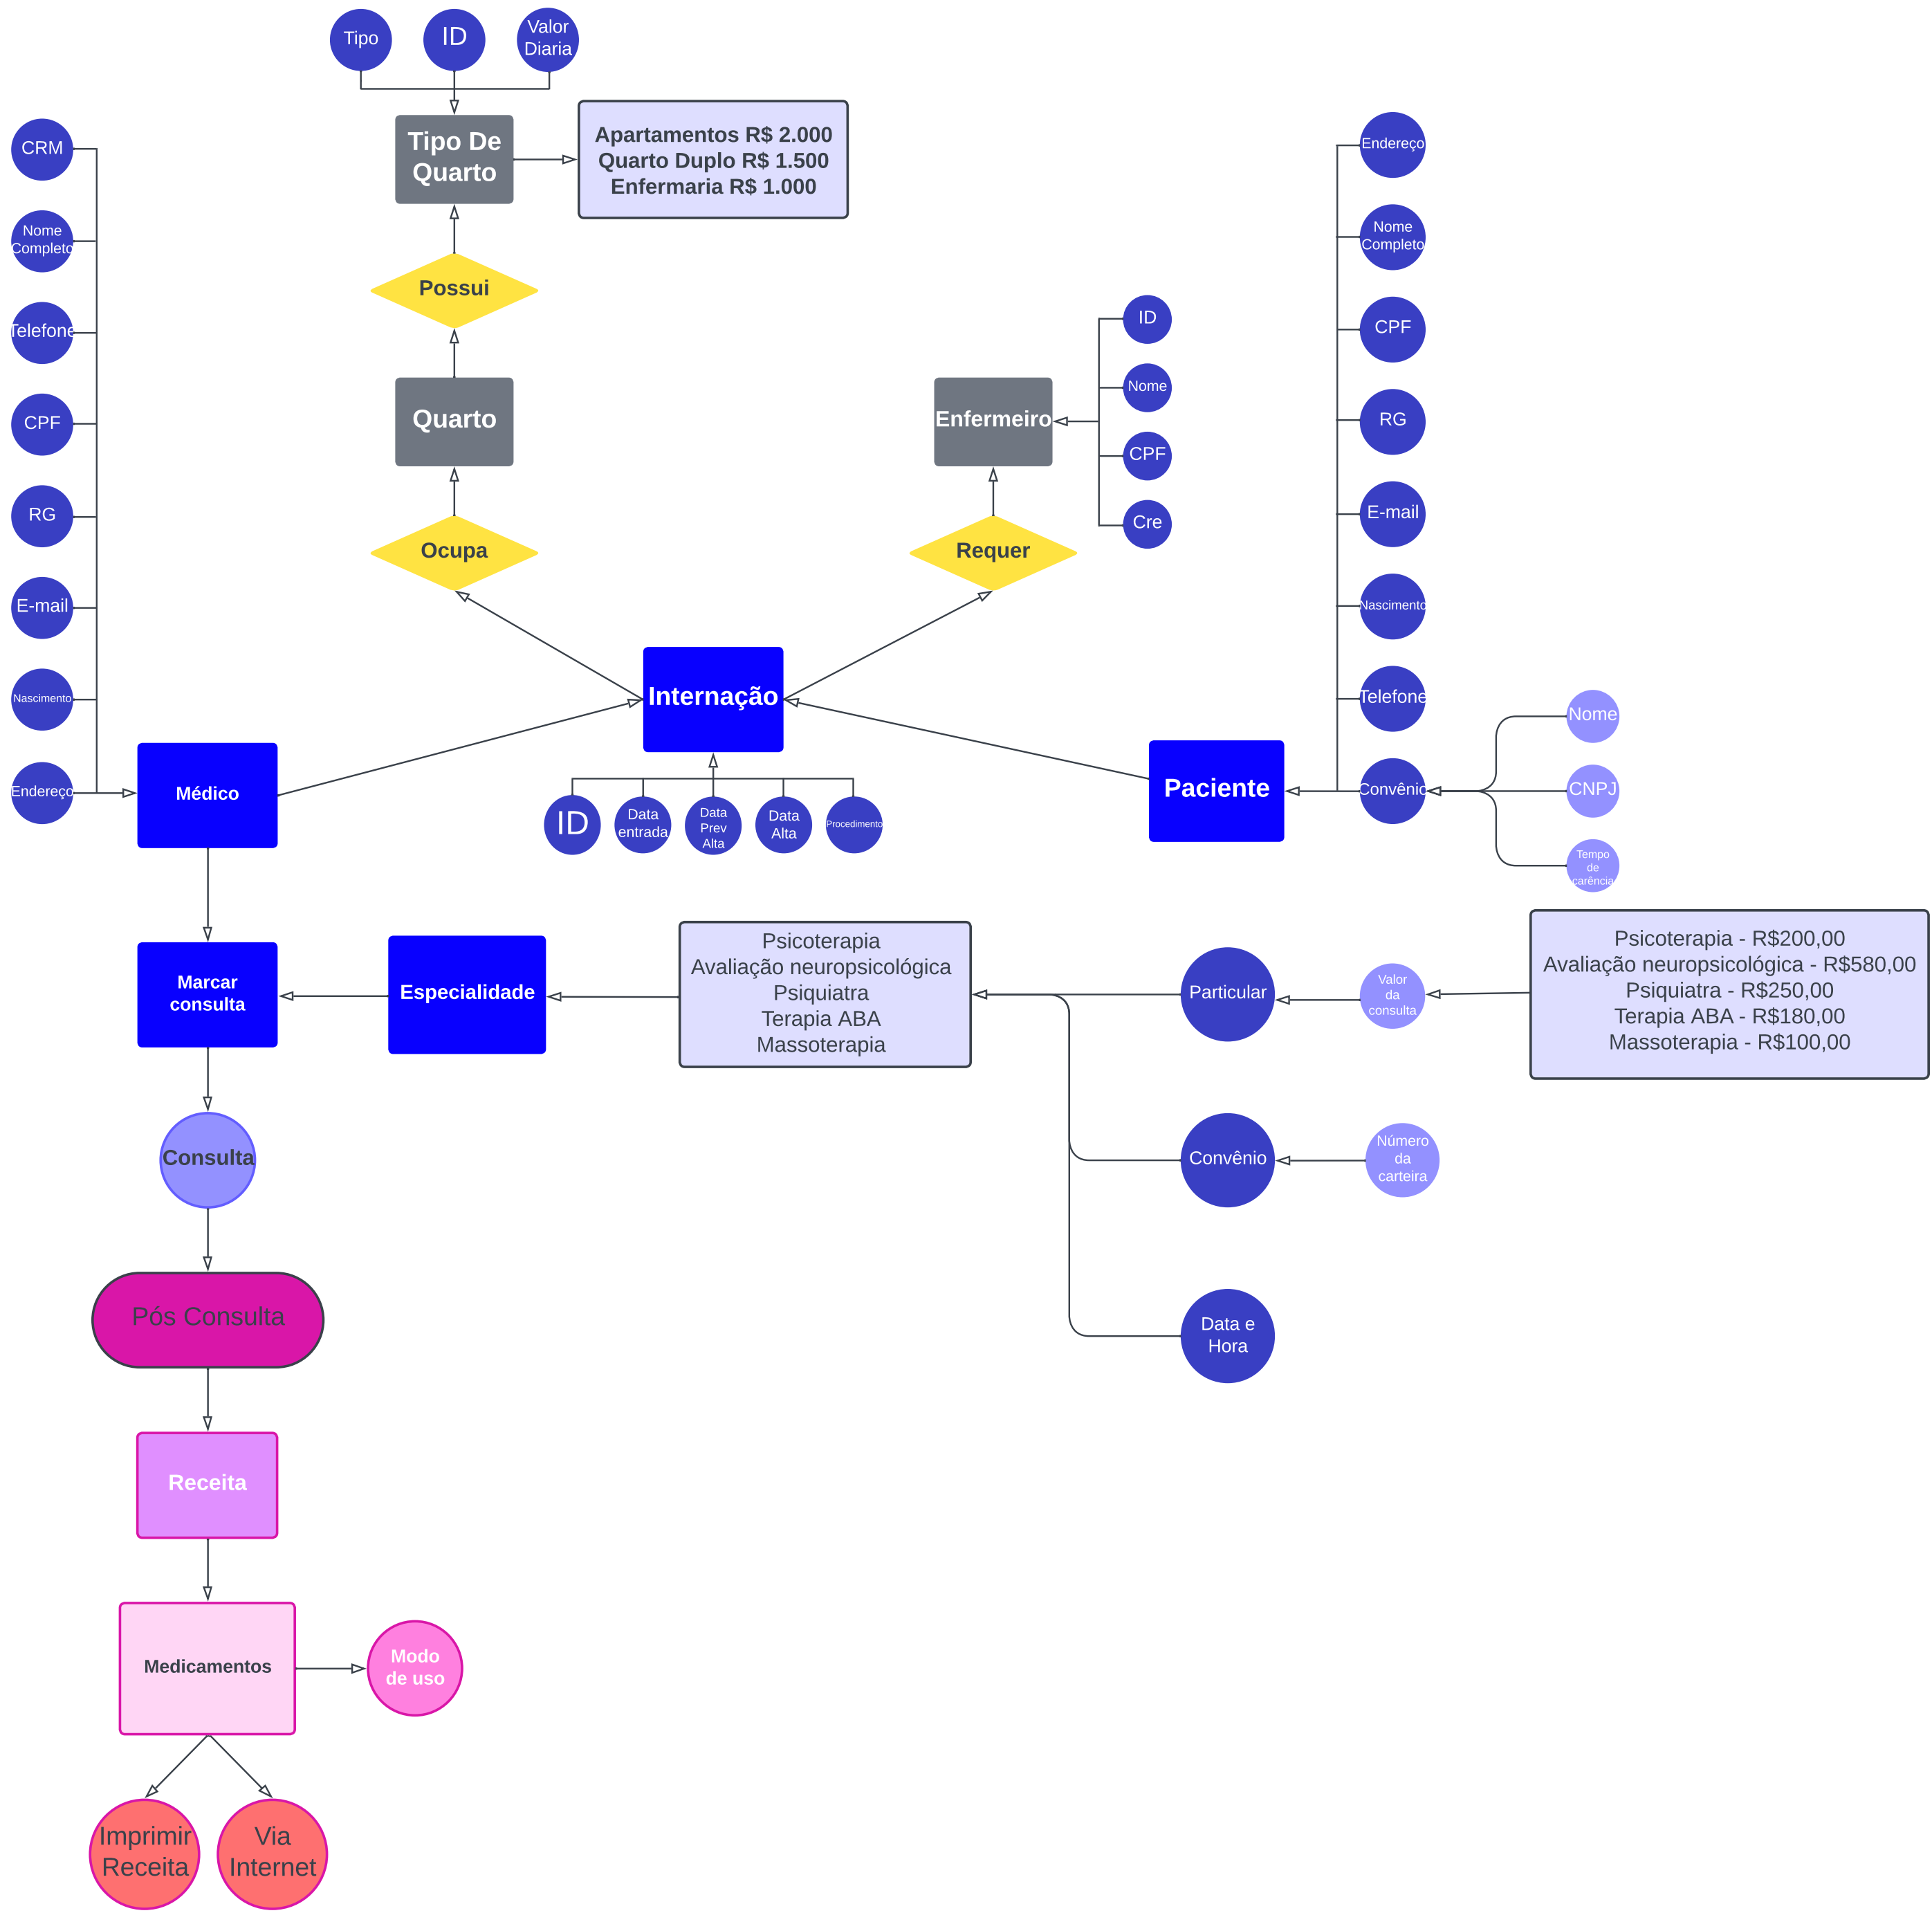 Tipo
ID
Valor
Diaria
Tipo De
Quarto
Apartamentos R$ 2.000
Quarto Duplo R$ 1.500
Enfermaria R$ 1.000
CRM
Nome
Completo
Telefone
CPF
RG
E-mail
Nascimento
Endereço
Possui
Quarto
Ocupa
Enfermeiro
Requer
ID
Nome
CPF
Cre
Endereço
Nome
Completo
CPF
RG
E-mail
Nascimento
Telefone
Convênio
Nome
CNPJ
Tempo
de
carência
Internação
Médico
Paciente
ID
Data
entrada
Data
Prev
Alta
Data
Alta
Procedimento
Marcar
consulta
Especialidade
Psicoterapia
Avaliação neuropsicológica
Psiquiatra
Terapia ABA
Massoterapia
Particular
Valor
da
consulta
Psicoterapia - R$200,00
Avaliação neuropsicológica - R$580,00
Psiquiatra - R$250,00
Terapia ABA - R$180,00
Massoterapia - R$100,00
Consulta
Convênio
Número
da
carteira
Pós Consulta
Data e
Hora
Receita
Medicamentos
Modo
de uso
Imprimir
Receita
Via
Internet